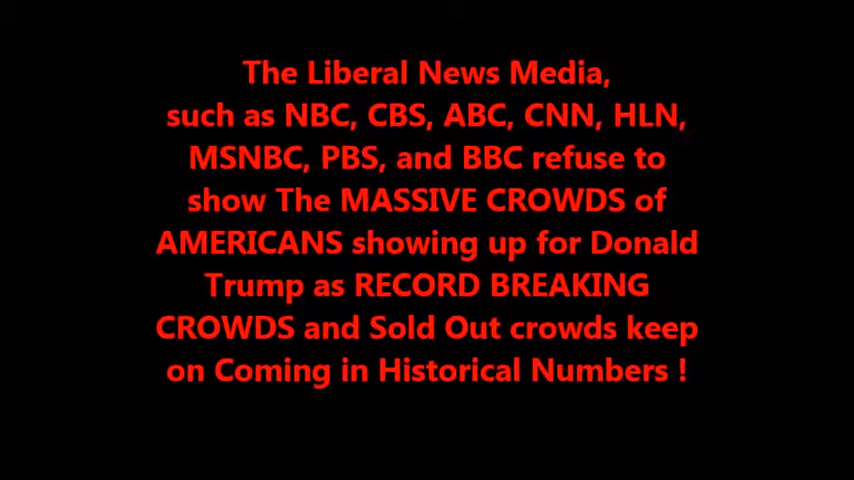 The Liberal News Media,
such as NBC, CBS, ABC, CNN, HLN,
MSNBC, PBS, and BBC refuse to
show The MASSIVE CROWDS of
AMERICANS showing up for Donald
Trump as RECORD BREAKING
CROWDS and Sold Out crowds keep
on Coming in Historical Numbers !